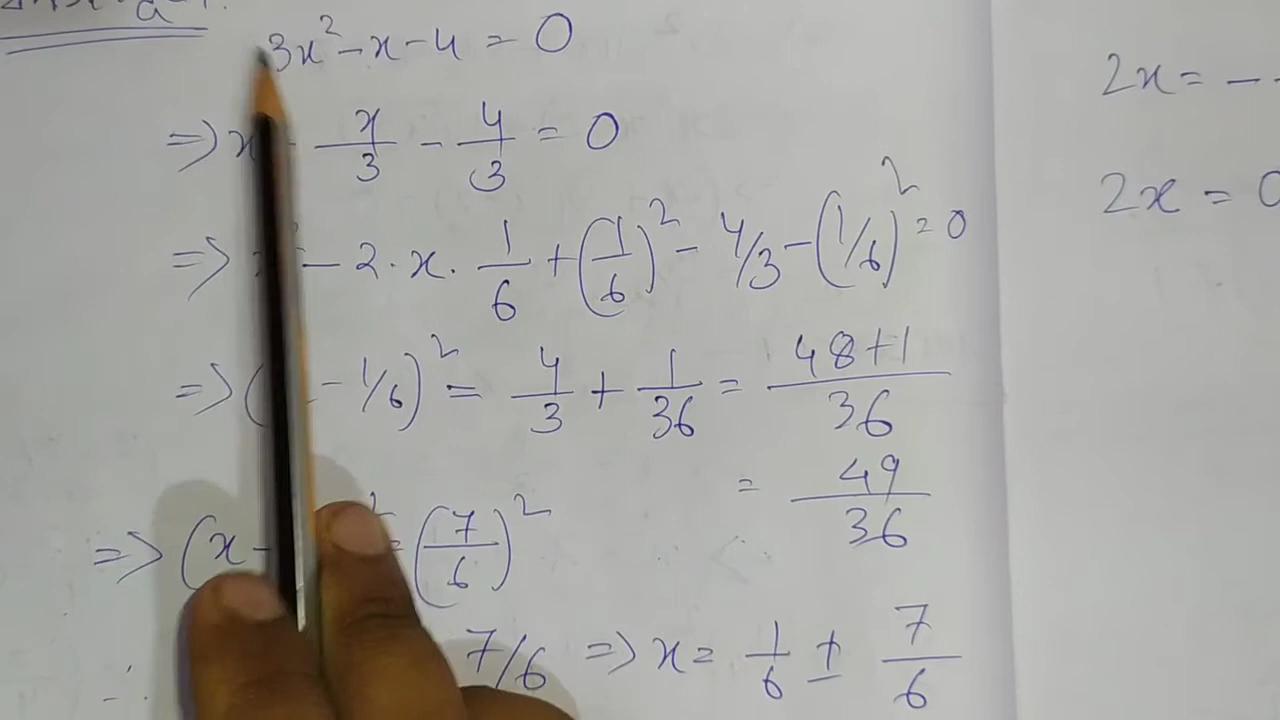 3x² - x - 4 = 0
⇒ x - x/3 - 4/3 = 0
⇒ - 2·x·1/6 + (1/6)² - 4/3 - (1/6)² = 0
⇒ ( - 1/6)² = 4/3 + 1/36 = 48+1/36
= 49/36
⇒ (x - ² = (7/6)²
∴ 7/6 ⇒ x = 1/6 ± 7/6
2x = -
2x = 0